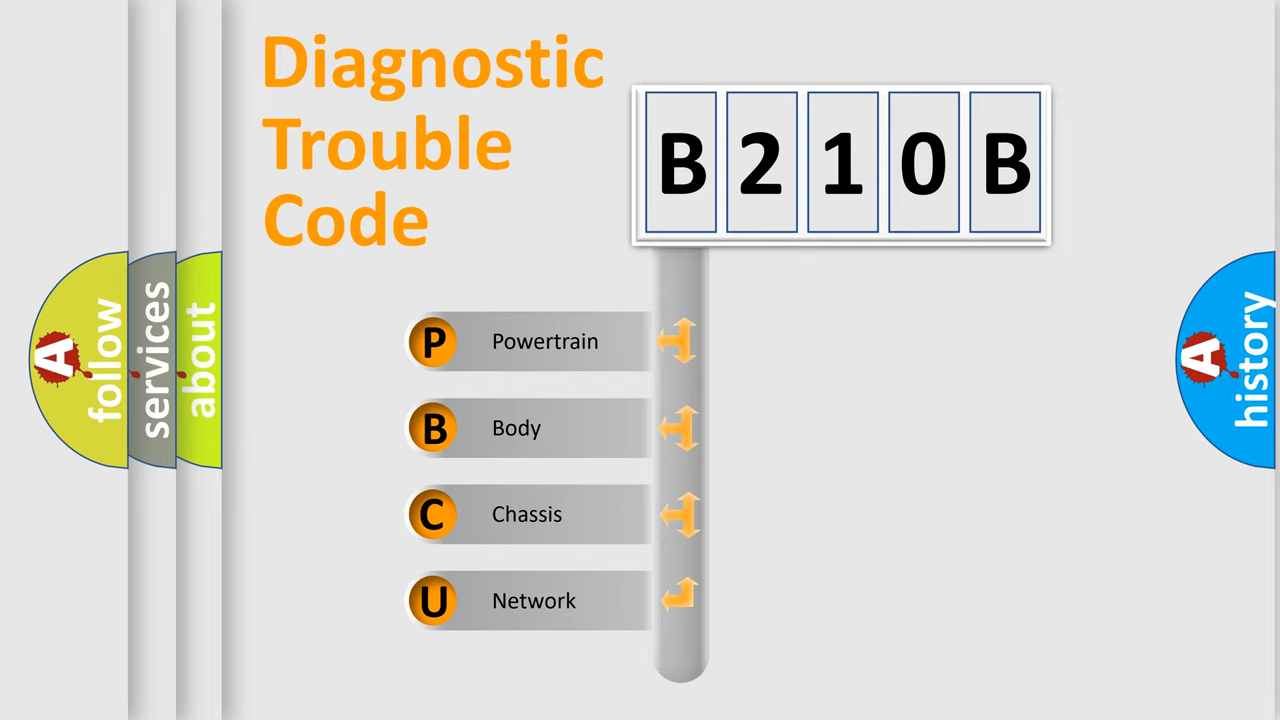 Diagnostic
Trouble
Code
B 2 1 0 B
P Powertrain
B Body
C Chassis
U Network
A follow
services
about
A history